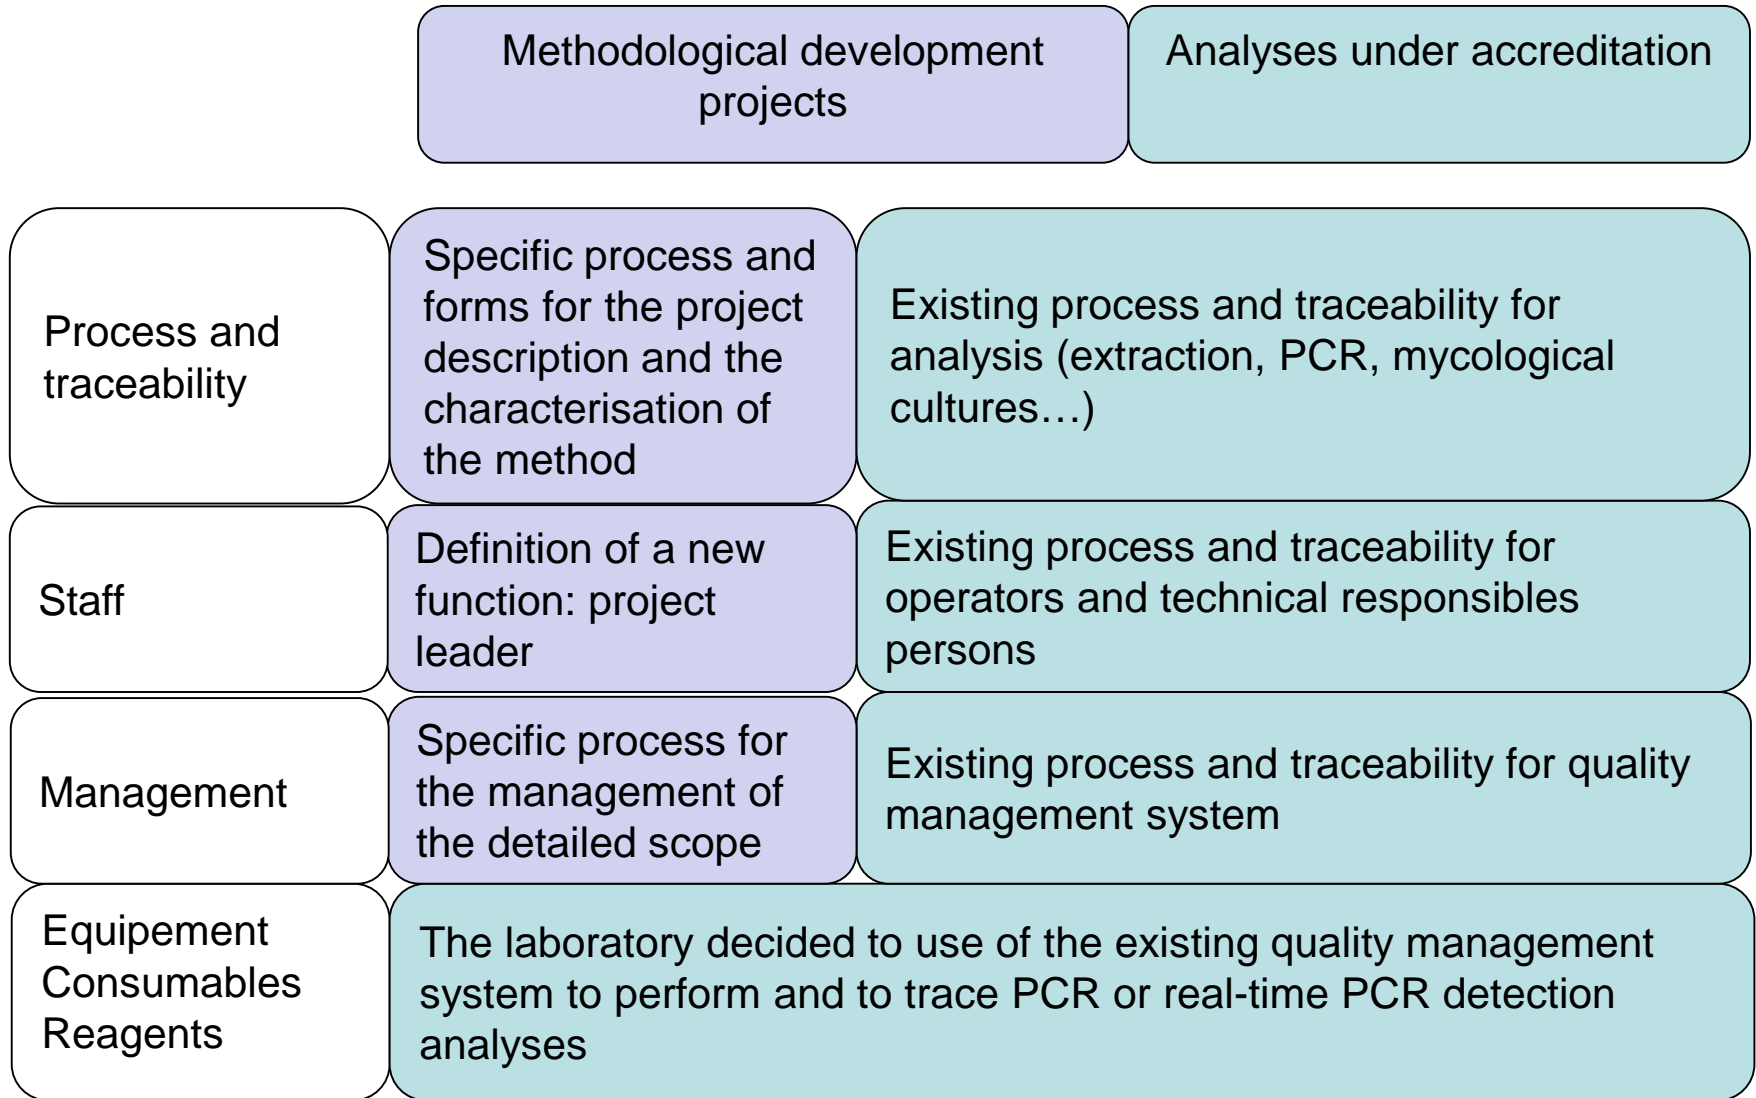 Methodological development
projects
Analyses under accreditation
Process and
traceability
Specific process and
forms for the project
description and the
characterisation of
the method
Existing process and traceability for
analysis (extraction, PCR, mycological
cultures…)
Staff
Definition of a new
function: project
leader
Existing process and traceability for
operators and technical responsibles
persons
Management
Specific process for
the management of
the detailed scope
Existing process and traceability for quality
management system
Equipement
Consumables
Reagents
The laboratory decided to use of the existing quality management
system to perform and to trace PCR or real-time PCR detection
analyses